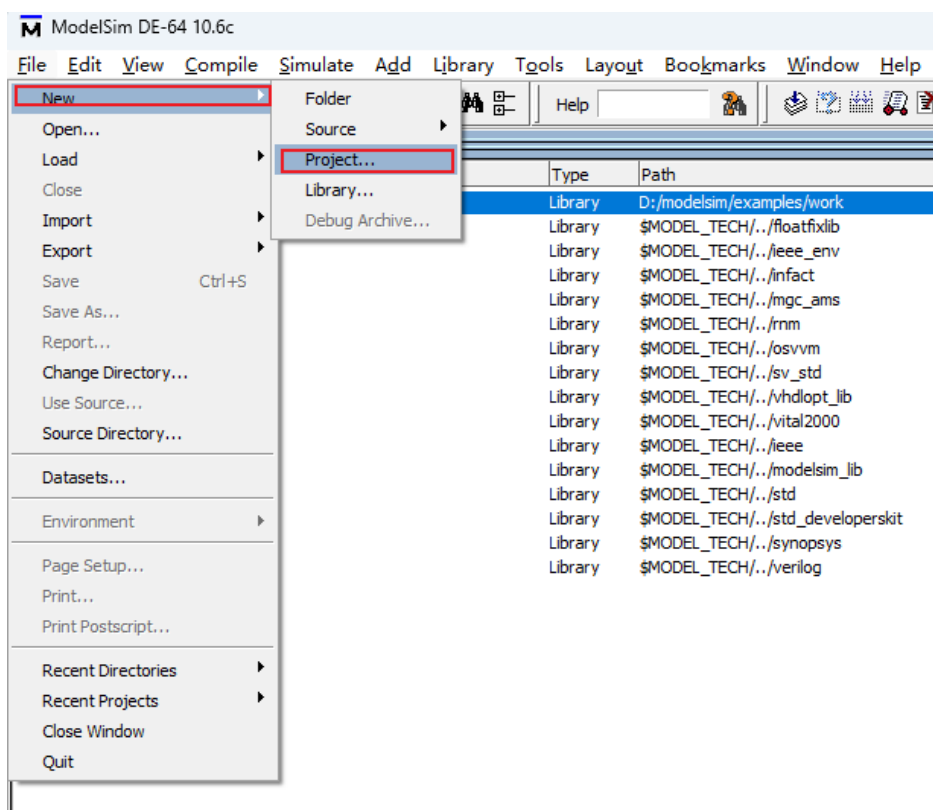 ModelSim DE-64 10.6c
File Edit View Compile Simulate Add Library Tools Layout Bookmarks Window Help
New
Open...
Load
Close
Import
Export
Save Ctrl+S
Save As...
Report...
Change Directory...
Use Source...
Source Directory...
Datasets...
Environment
Page Setup...
Print...
Print Postscript...
Recent Directories
Recent Projects
Close Window
Quit
Folder
Source
Project...
Library...
Debug Archive...
Help
Type Path
Library D:/modelsim/examples/work
Library $MODEL_TECH/../floatfixlib
Library $MODEL_TECH/../ieee_env
Library $MODEL_TECH/../infact
Library $MODEL_TECH/../mgc_ams
Library $MODEL_TECH/../rnm
Library $MODEL_TECH/../osvvm
Library $MODEL_TECH/../sv_std
Library $MODEL_TECH/../vhdlopt_lib
Library $MODEL_TECH/../vital2000
Library $MODEL_TECH/../ieee
Library $MODEL_TECH/../modelsim_lib
Library $MODEL_TECH/../std
Library $MODEL_TECH/../std_developerskit
Library $MODEL_TECH/../synopsys
Library $MODEL_TECH/../verilog